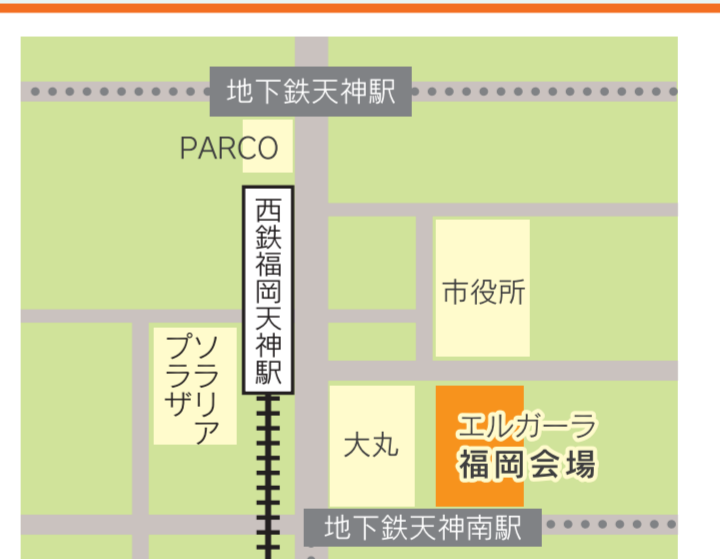 地下鉄天神駅
PARCO
西鉄福岡天神駅
市役所
ソラリア
プラザ
大丸
エルガーラ
福岡会場
地下鉄天神南駅